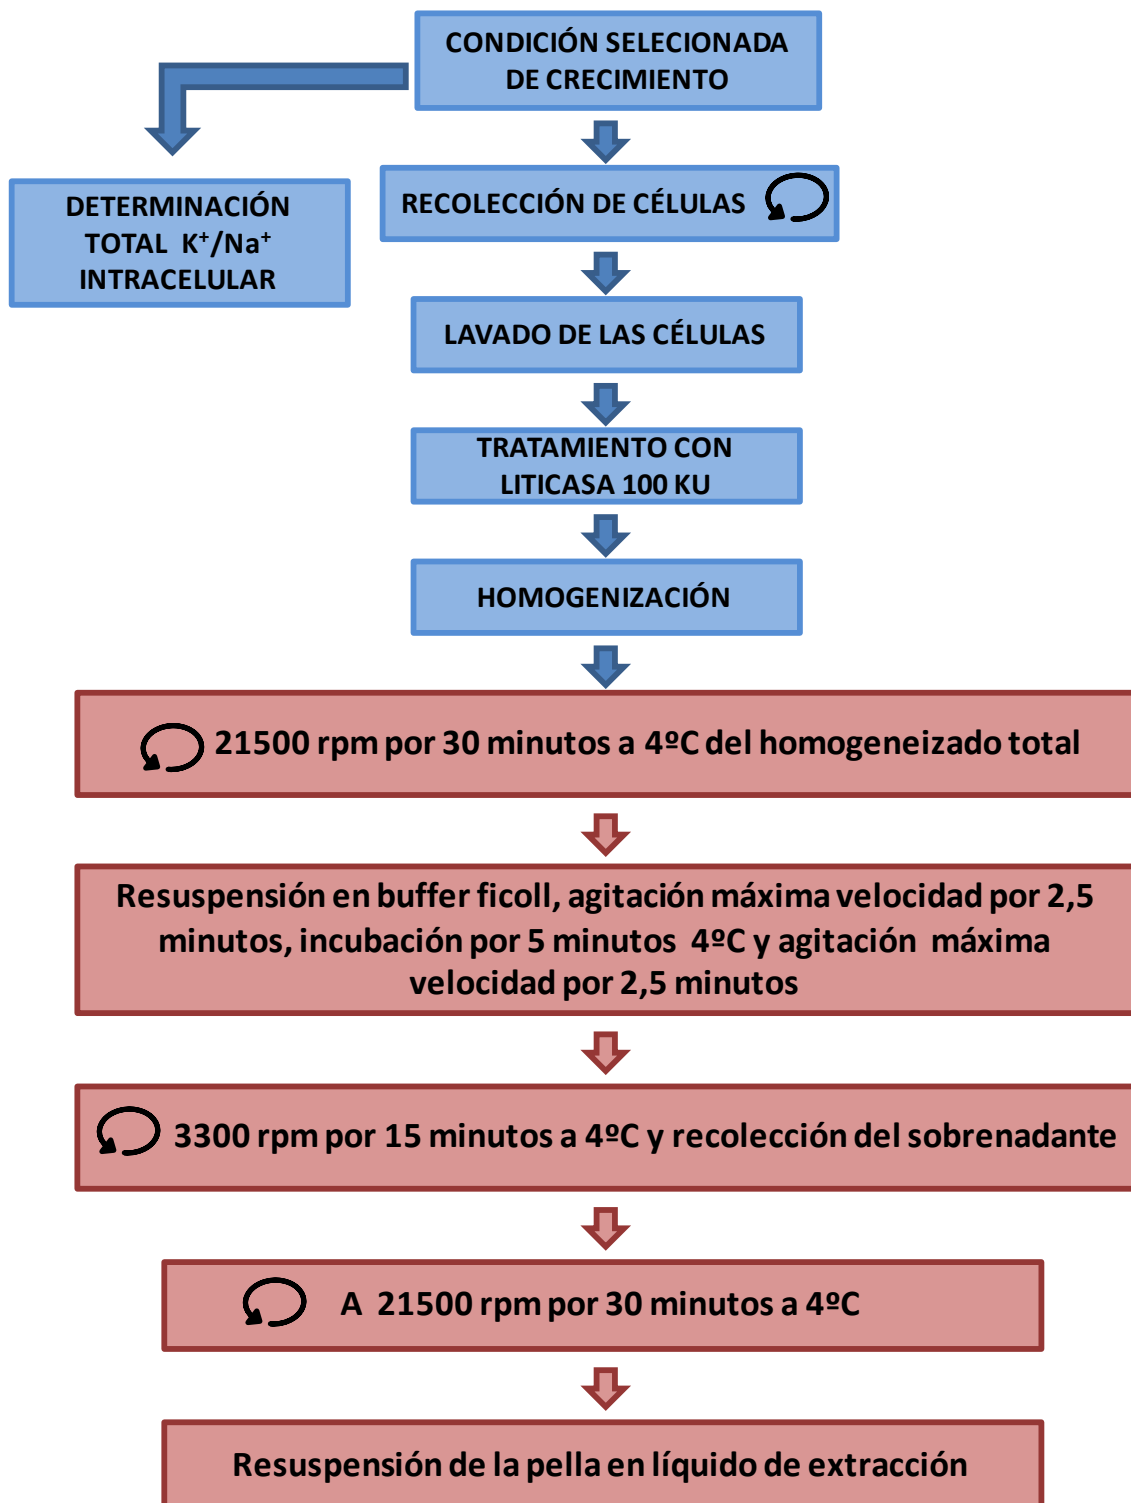 CONDICIÓN SELECIONADA
DE CRECIMIENTO
DETERMINACIÓN
TOTAL K⁺/Na⁺
INTRACELULAR
RECOLECCIÓN DE CÉLULAS
LAVADO DE LAS CÉLULAS
TRATAMIENTO CON
LITICASA 100 KU
HOMOGENIZACIÓN
21500 rpm por 30 minutos a 4ºC del homogeneizado total
Resuspensión en buffer ficoll, agitación máxima velocidad por 2,5
minutos, incubación por 5 minutos 4ºC y agitación máxima
velocidad por 2,5 minutos
3300 rpm por 15 minutos a 4ºC y recolección del sobrenadante
A 21500 rpm por 30 minutos a 4ºC
Resuspensión de la pella en líquido de extracción